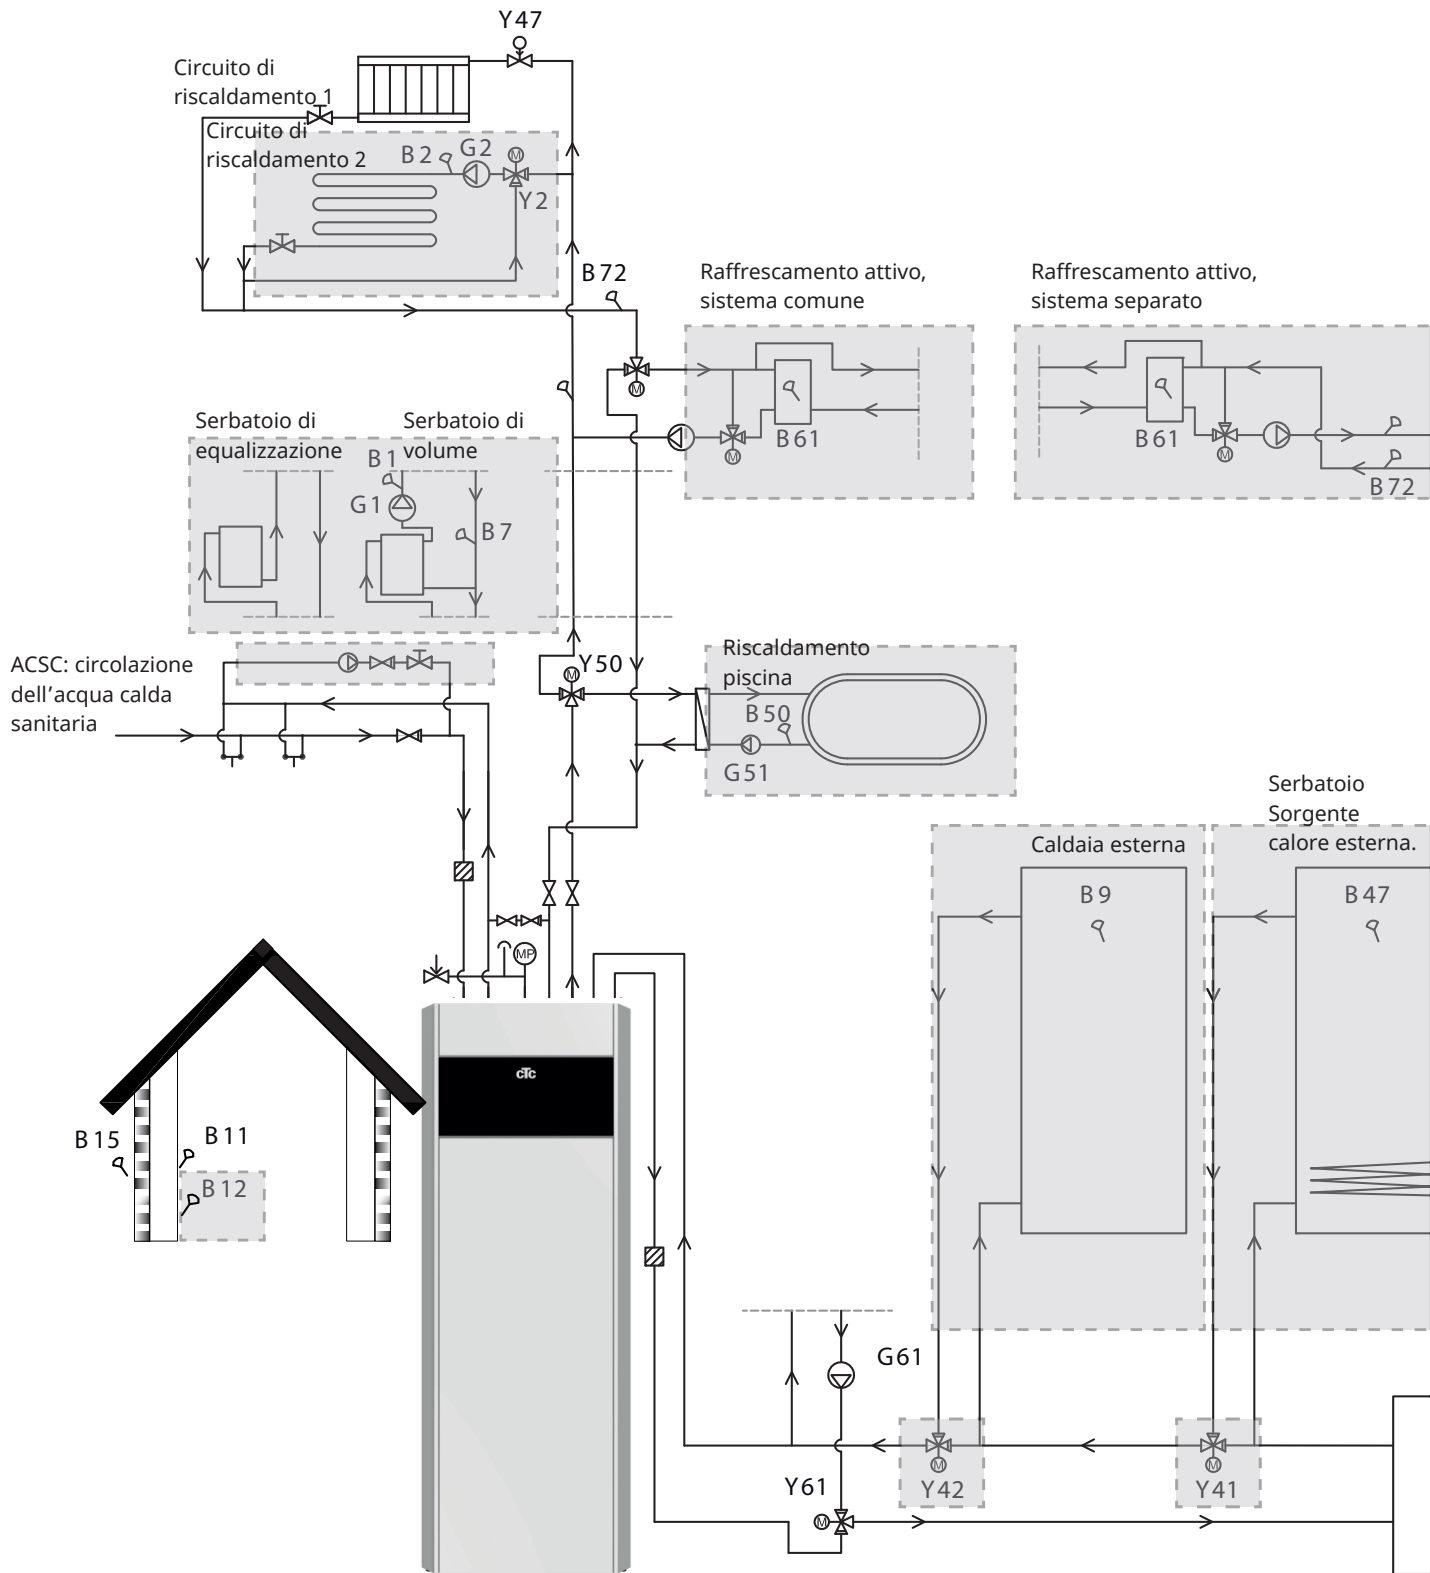 Y47
Circuito di
riscaldamento 1
Circuito di
riscaldamento 2
B2
G2
M
Y2
B72
M
Raffrescamento attivo,
sistema comune
B61
M
Raffrescamento attivo,
sistema separato
B61
M
B72
Serbatoio di
equalizzazione
Serbatoio di
volume
B1
G1
B7
ACSC: circolazione
dell’acqua calda
sanitaria
Y50
M
Riscaldamento
piscina
B50
G51
Serbatoio
Sorgente
calore esterna.
Caldaia esterna
B9
B47
MP
cTc
B15
B11
B12
G61
Y61
M
M
Y42
M
Y41